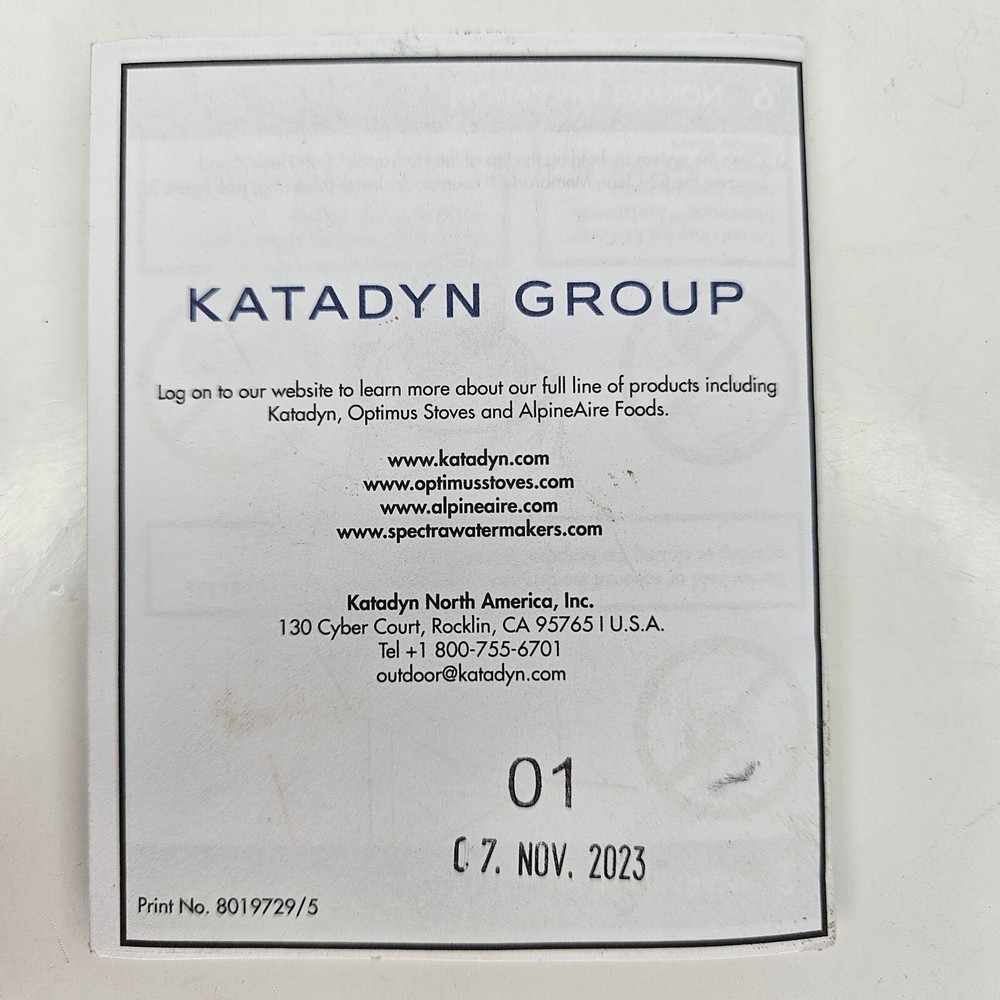 KATADYN GROUP
Log on to our website to learn more about our full line of products including
Katadyn, Optimus Stoves and AlpineAire Foods.
www.katadyn.com
www.optimusstoves.com
www.alpineaire.com
www.spectrawatermakers.com
Katadyn North America, Inc.
130 Cyber Court, Rocklin, CA 95765 I U.S.A.
Tel +1 800-755-6701
outdoor@katadyn.com
01
07. NOV. 2023
Print No. 8019729/5